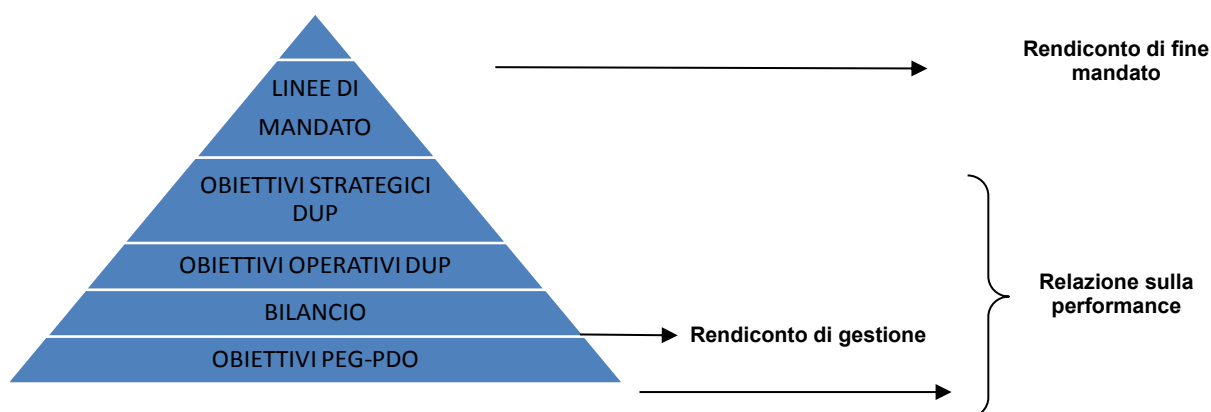 Rendiconto di fine
mandato
LINEE DI
MANDATO
OBIETTIVI STRATEGICI
DUP
OBIETTIVI OPERATIVI DUP
Relazione sulla
performance
BILANCIO
Rendiconto di gestione
OBIETTIVI PEG-PDO